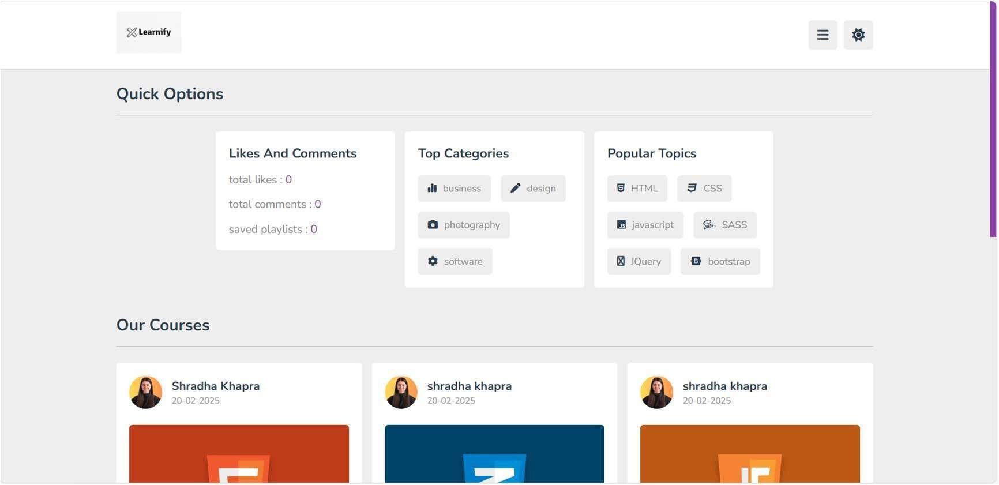 Learnify
Quick Options
Likes And Comments
total likes : 0
total comments : 0
saved playlists : 0
Top Categories
business design
photography
software
Popular Topics
HTML CSS
JS javascript Sass SASS
JQuery B bootstrap
Our Courses
Shradha Khapra
20-02-2025
shradha khapra
20-02-2025
shradha khapra
20-02-2025